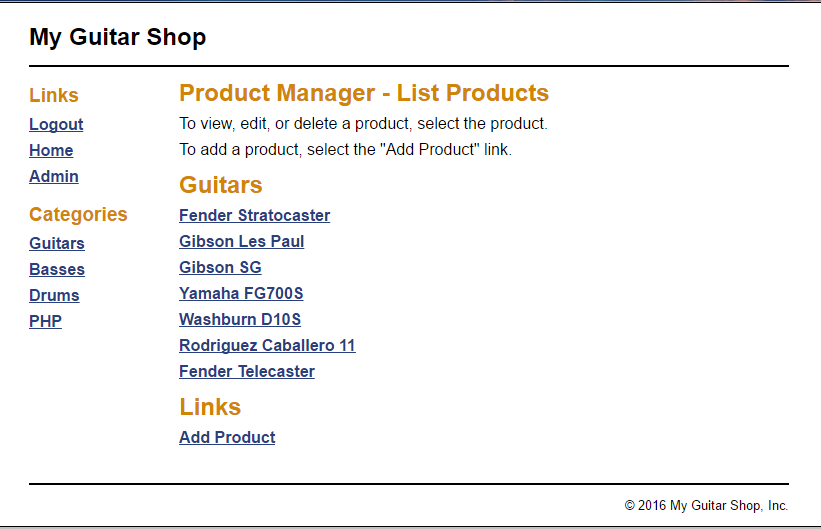 My Guitar Shop
Links
Logout
Home
Admin
Categories
Guitars
Basses
Drums
PHP
Product Manager - List Products
To view, edit, or delete a product, select the product.
To add a product, select the "Add Product" link.
Guitars
Fender Stratocaster
Gibson Les Paul
Gibson SG
Yamaha FG700S
Washburn D10S
Rodriguez Caballero 11
Fender Telecaster
Links
Add Product
© 2016 My Guitar Shop, Inc.